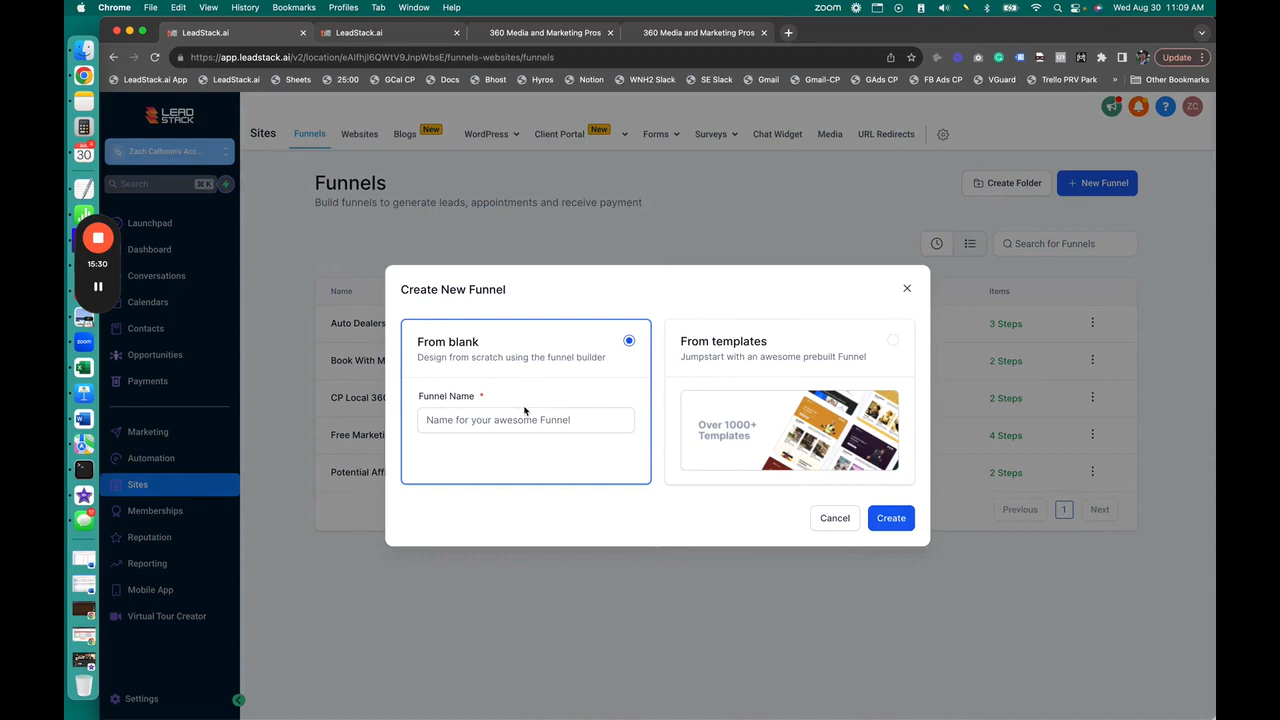 Chrome File Edit View History Bookmarks Profiles Tab Window Help
zoom Wed Aug 30 11:09 AM
LeadStack.ai
LeadStack.ai
360 Media and Marketing Pros
360 Media and Marketing Pros
https://app.leadstack.ai/v2/location/eAIfhjI6QWtV9JnpWbsE/funnels-websites/funnels
Update
LeadStack.ai App LeadStack.ai Sheets 25:00 GCal CP Docs Bhost Hyros Notion WNH2 Slack SE Slack Gmail Gmail-CP GAds CP FB Ads CP VGuard Trello PRV Park » Other Bookmarks
LEAD
STACK
ZC
Sites Funnels Websites Blogs New WordPress Client Portal New Forms Surveys Chat Widget Media URL Redirects
Zach Calhoun's Acc...
Search ⌘K
30
15:30
17
Launchpad
Dashboard
Conversations
Calendars
Contacts
Opportunities
Payments
Marketing
Automation
Sites
Memberships
Reputation
Reporting
Mobile App
Virtual Tour Creator
Settings
Funnels
Build funnels to generate leads, appointments and receive payment
Create Folder
+ New Funnel
Search for Funnels
Name Items
Auto Dealers 3 Steps
Book With M 2 Steps
CP Local 360 2 Steps
Free Marketi 4 Steps
Potential Affi 2 Steps
Previous 1 Next
Create New Funnel
From blank
Design from scratch using the funnel builder
Funnel Name *
Name for your awesome Funnel
From templates
Jumpstart with an awesome prebuilt Funnel
Over 1000+
Templates
Cancel
Create